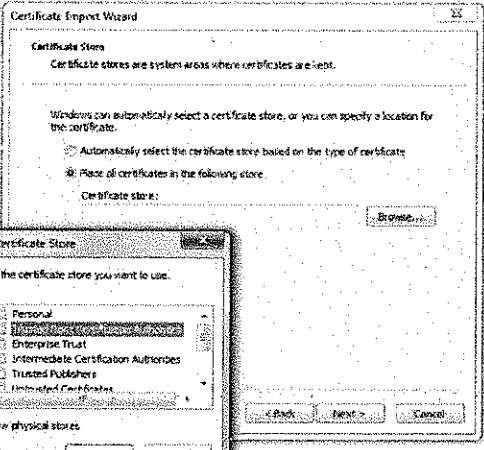 Certificate Import Wizard
Certificate Store
Certificate stores are system areas where certificates are kept.
Windows can automatically select a certificate store, or you can specify a location for
the certificate.
Automatically select the certificate store based on the type of certificate
Place all certificates in the following store
Certificate store:
Browse...
ertificate Store
the certificate store you want to use.
Personal
Enterprise Trust
Intermediate Certification Authorities
Trusted Publishers
Untrusted Certificates
w physical stores
< Back
Next >
Cancel